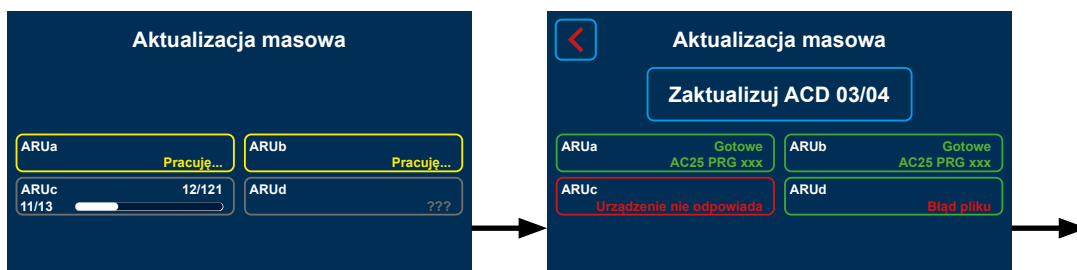 Aktualizacja masowa
ARUa
Pracuję...
ARUb
Pracuję...
ARUc 12/121
11/13
ARUd
???
Aktualizacja masowa
Zaktualizuj ACD 03/04
ARUa Gotowe
AC25 PRG xxx
ARUb Gotowe
AC25 PRG xxx
ARUc
Urządzenie nie odpowiada
ARUd
Błąd pliku